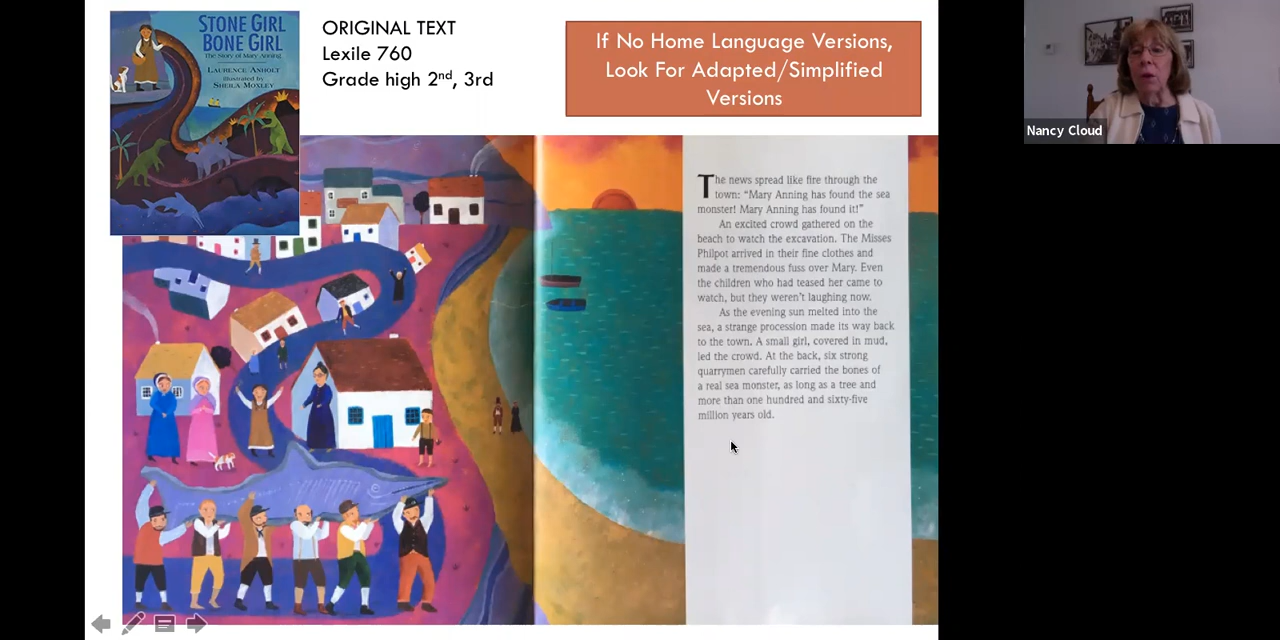 STONE GIRL
BONE GIRL
The Story of Mary Anning
LAURENCE ANHOLT
illustrated by
SHEILA MOXLEY
ORIGINAL TEXT
Lexile 760
Grade high 2nd, 3rd
If No Home Language Versions,
Look For Adapted/Simplified
Versions
Nancy Cloud
The news spread like fire through the
town: “Mary Anning has found the sea
monster! Mary Anning has found it!”
An excited crowd gathered on the
beach to watch the excavation. The Misses
Philpot arrived in their fine clothes and
made a tremendous fuss over Mary. Even
the children who had teased her came to
watch, but they weren’t laughing now.
As the evening sun melted into the
sea, a strange procession made its way back
to the town. A small girl, covered in mud,
led the crowd. At the back, six strong
quarrymen carefully carried the bones of
a real sea monster, as long as a tree and
more than one hundred and sixty-five
million years old.